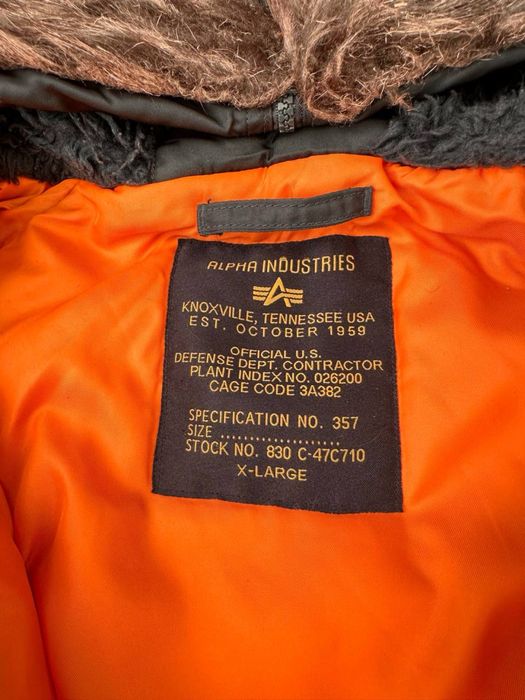 ALPHA INDUSTRIES
KNOXVILLE, TENNESSEE USA
EST. OCTOBER 1959
OFFICIAL U.S.
DEFENSE DEPT. CONTRACTOR
PLANT INDEX NO. 026200
CAGE CODE 3A382
SPECIFICATION NO. 357
SIZE .....................
STOCK NO. 830 C-47C710
X-LARGE